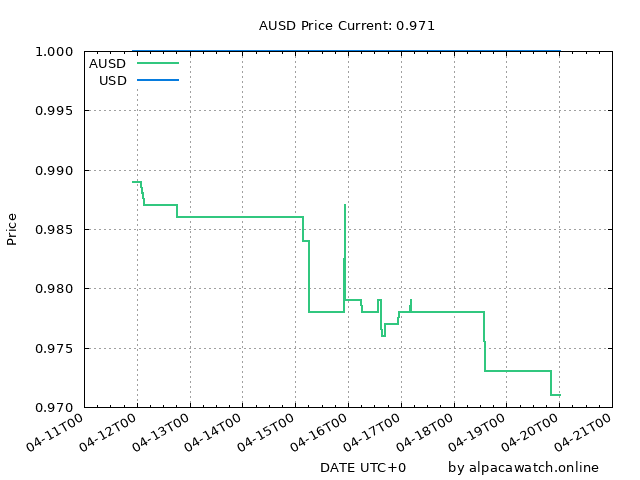 AUSD Price Current: 0.971
1.000
AUSD
USD
0.995
0.990
0.985
Price
0.980
0.975
0.970
04-11T00 04-12T00 04-13T00 04-14T00 04-15T00 04-16T00 04-17T00 04-18T00 04-19T00 04-20T00 04-21T00
DATE UTC+0 by alpacawatch.online